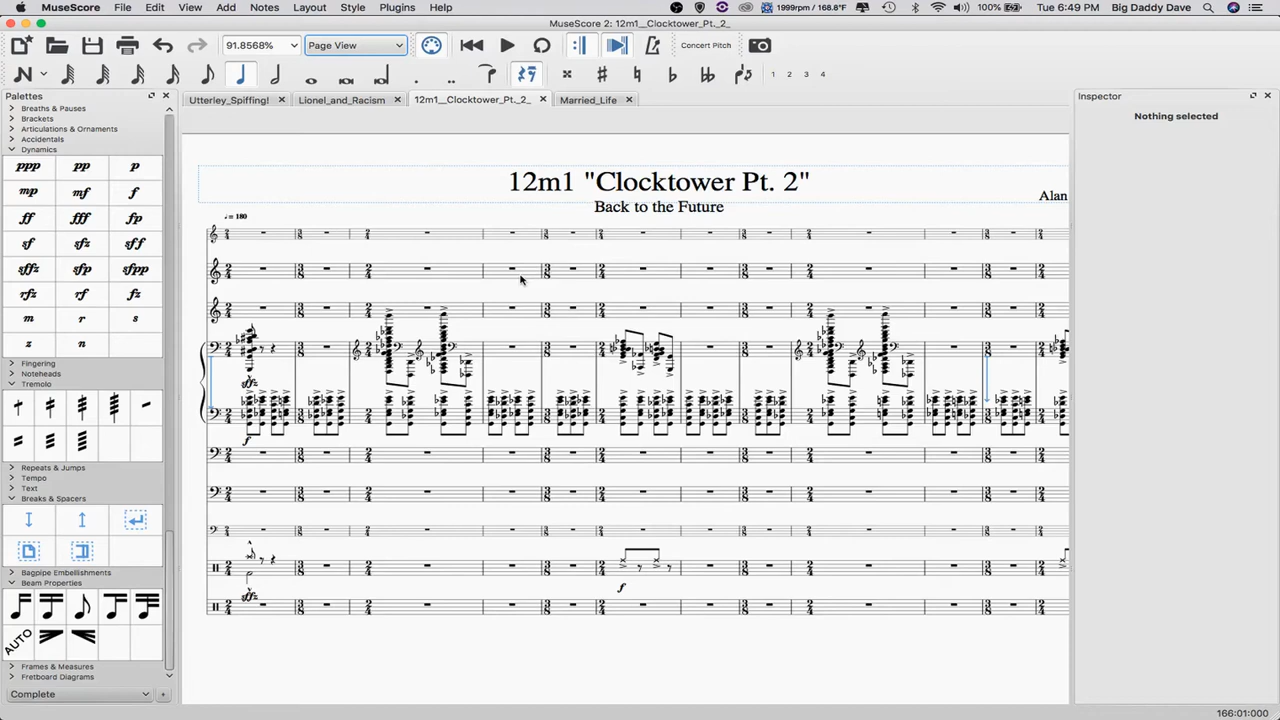 MuseScore File Edit View Add Notes Layout Style Plugins Help 1999rpm / 168.8°F 100% Tue 6:49 PM Big Daddy Dave
MuseScore 2: 12m1__Clocktower_Pt._2_
91.8568% Page View Concert Pitch
1 2 3 4
Palettes
Utterley_Spiffing! Lionel_and_Racism 12m1__Clocktower_Pt._2_ Married_Life
Inspector
Nothing selected
Breaths & Pauses
Brackets
Articulations & Ornaments
Accidentals
Dynamics
ppp pp p
mp mf f
ff fff fp
sf sfz sff
sffz sfp sfpp
rfz rf fz
m r s
z n
Fingering
Noteheads
Tremolo
Repeats & Jumps
Tempo
Text
Breaks & Spacers
Bagpipe Embellishments
Beam Properties
AUTO
Frames & Measures
Fretboard Diagrams
Complete +
12m1 "Clocktower Pt. 2"
Back to the Future
Alan
= 180
sffz
f
f
sffz
166:01:000